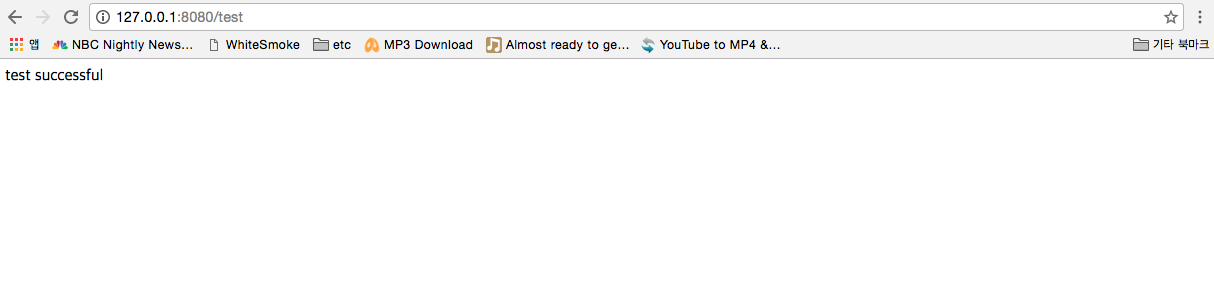 127.0.0.1:8080/test
앱 NBC Nightly News... WhiteSmoke etc MP3 Download Almost ready to ge... YouTube to MP4 &... 기타 북마크
test successful